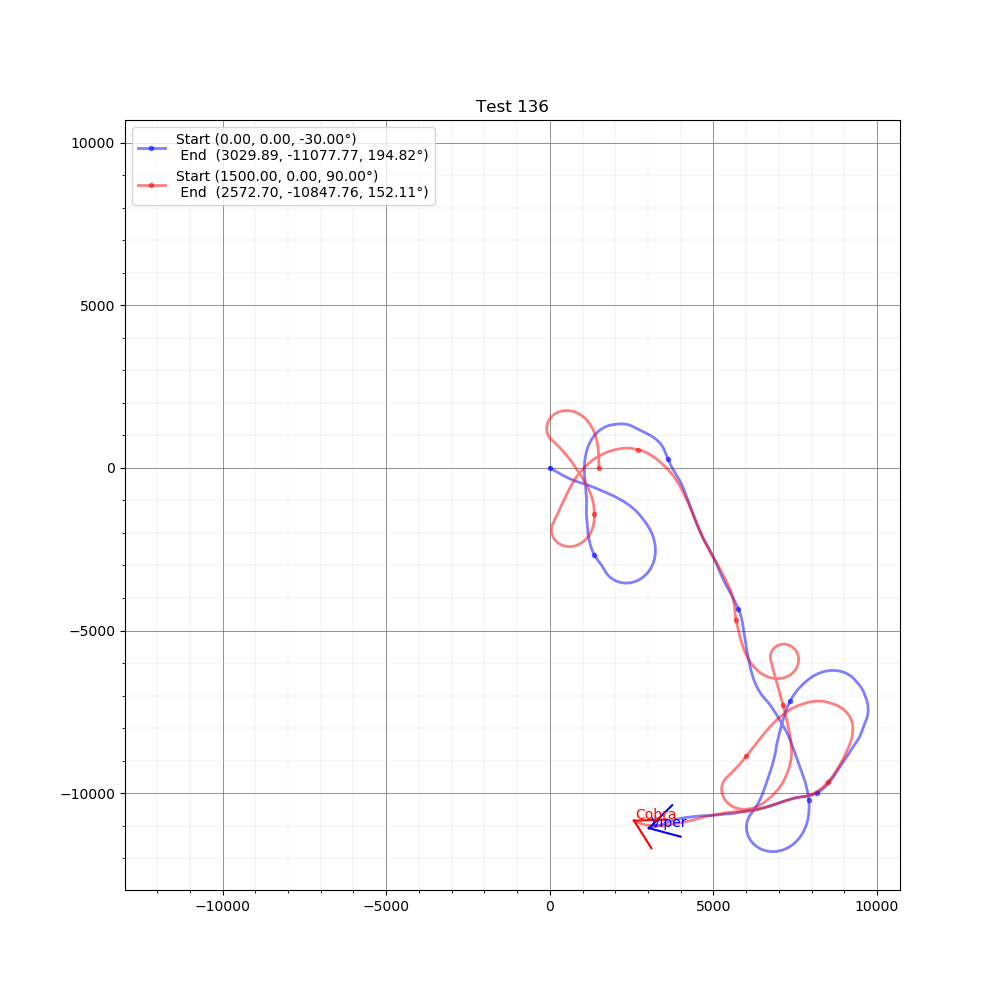 Test 136
Start (0.00, 0.00, -30.00°)
End (3029.89, -11077.77, 194.82°)
Start (1500.00, 0.00, 90.00°)
End (2572.70, -10847.76, 152.11°)
10000
5000
0
−5000
−10000
Cobra
Viper
−10000
−5000
0
5000
10000